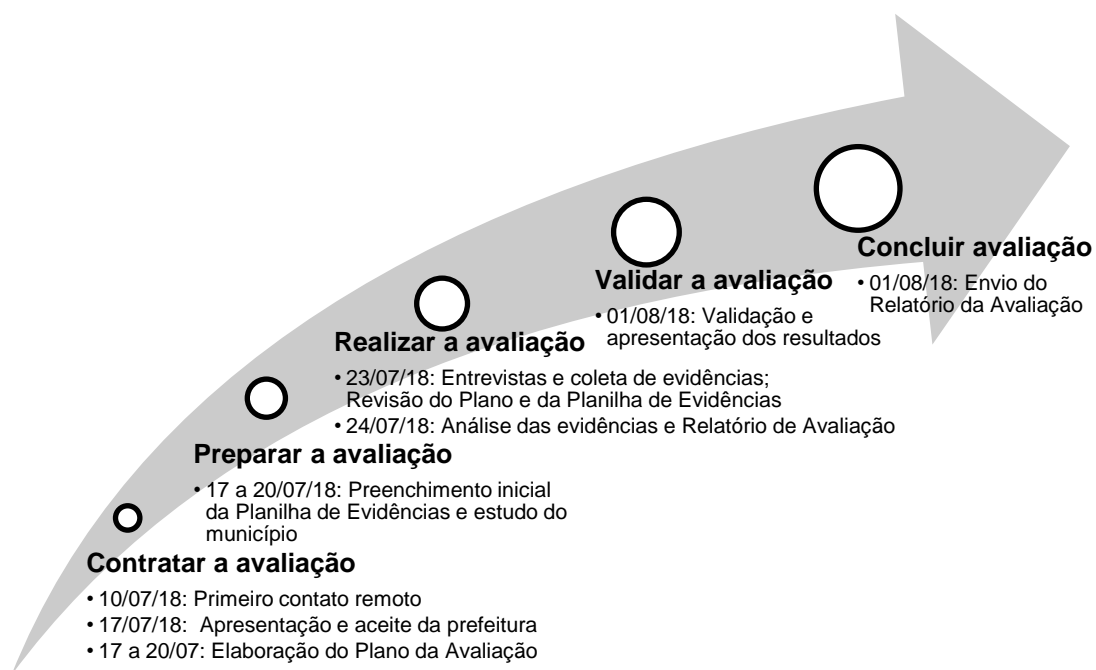 Concluir avaliação
• 01/08/18: Envio do
Relatório da Avaliação
Validar a avaliação
• 01/08/18: Validação e
apresentação dos resultados
Realizar a avaliação
• 23/07/18: Entrevistas e coleta de evidências;
Revisão do Plano e da Planilha de Evidências
• 24/07/18: Análise das evidências e Relatório de Avaliação
Preparar a avaliação
• 17 a 20/07/18: Preenchimento inicial
da Planilha de Evidências e estudo do
município
Contratar a avaliação
• 10/07/18: Primeiro contato remoto
• 17/07/18: Apresentação e aceite da prefeitura
• 17 a 20/07: Elaboração do Plano da Avaliação